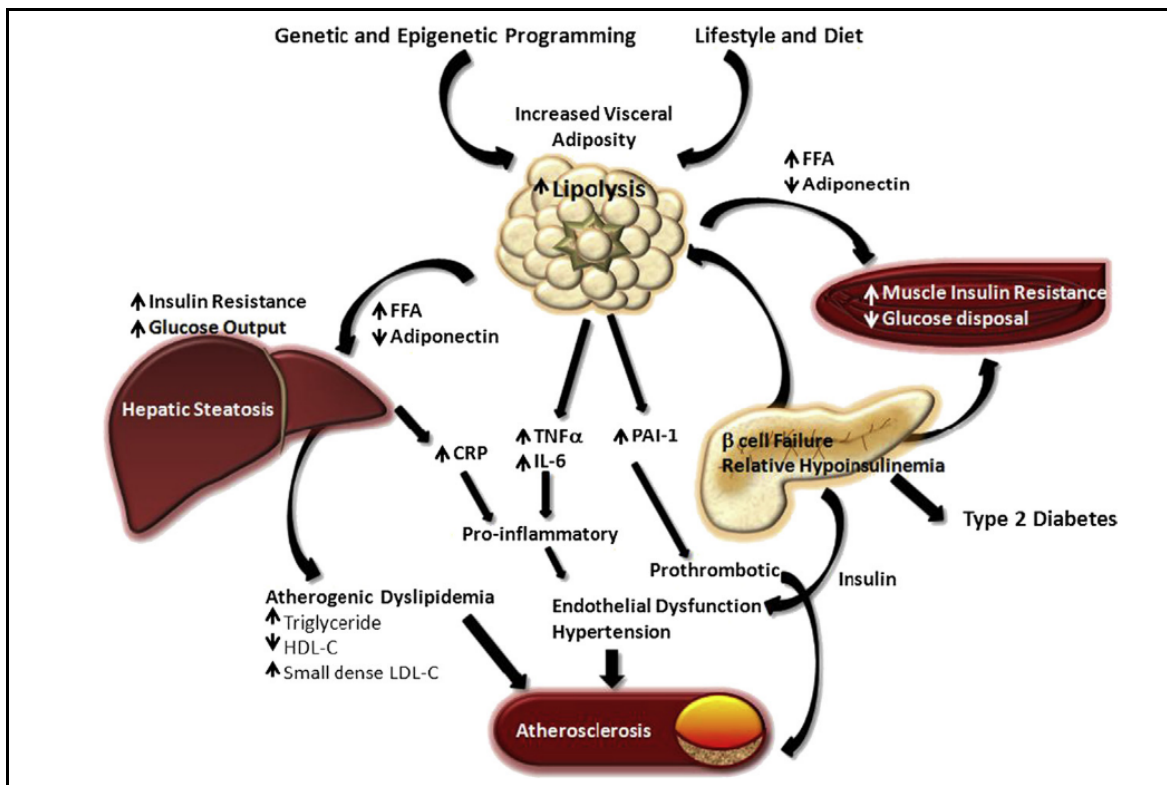 Genetic and Epigenetic Programming
Lifestyle and Diet
Increased Visceral
Adiposity
↑ Lipolysis
↑ FFA
↓ Adiponectin
↑ Muscle Insulin Resistance
↓ Glucose disposal
↑ Insulin Resistance
↑ Glucose Output
↑ FFA
↓ Adiponectin
Hepatic Steatosis
↑ CRP
↑ TNFα
↑ IL-6
↑ PAI-1
β cell Failure
Relative Hypoinsulinemia
Type 2 Diabetes
Pro-inflammatory
Prothrombotic
Insulin
Atherogenic Dyslipidemia
↑ Triglyceride
↓ HDL-C
↑ Small dense LDL-C
Endothelial Dysfunction
Hypertension
Atherosclerosis